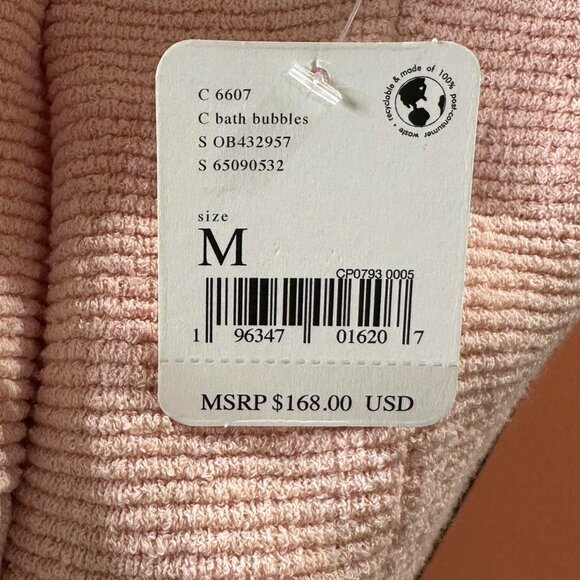 C 6607
C bath bubbles
S OB432957
S 65090532
recyclable & made of 100% post-consumer waste
size
M
CP0793 0005
1 96347 01620 7
MSRP $168.00 USD